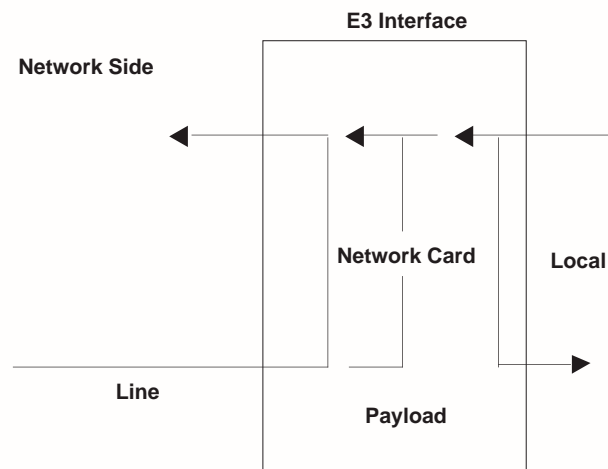 E3 Interface
Network Side
Network Card
Local
Line
Payload